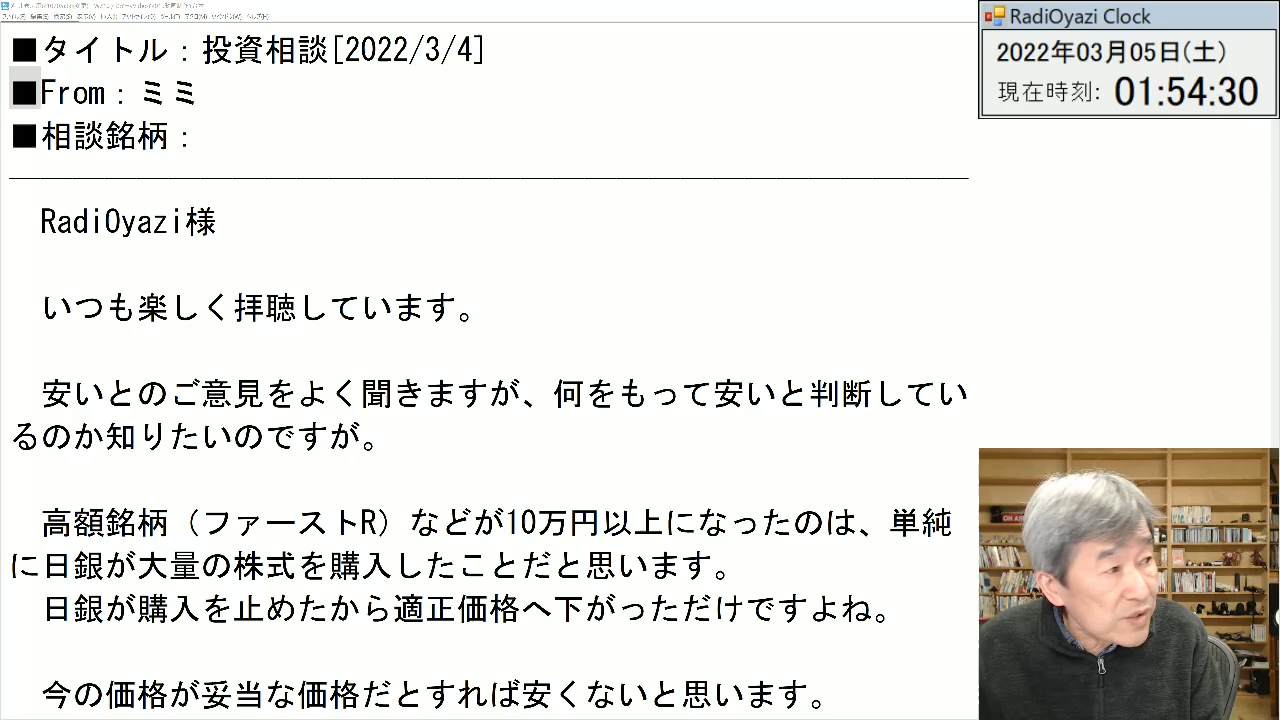 ■タイトル：投資相談[2022/3/4]
■From：ミミ
■相談銘柄：
RadiOyazi様
いつも楽しく拝聴しています。
安いとのご意見をよく聞きますが、何をもって安いと判断してい
るのか知りたいのですが。
高額銘柄（ファーストR）などが10万円以上になったのは、単純
に日銀が大量の株式を購入したことだと思います。
日銀が購入を止めたから適正価格へ下がっただけですよね。
今の価格が妥当な価格だとすれば安くないと思います。
RadiOyazi Clock
2022年03月05日(土)
現在時刻: 01:54:30